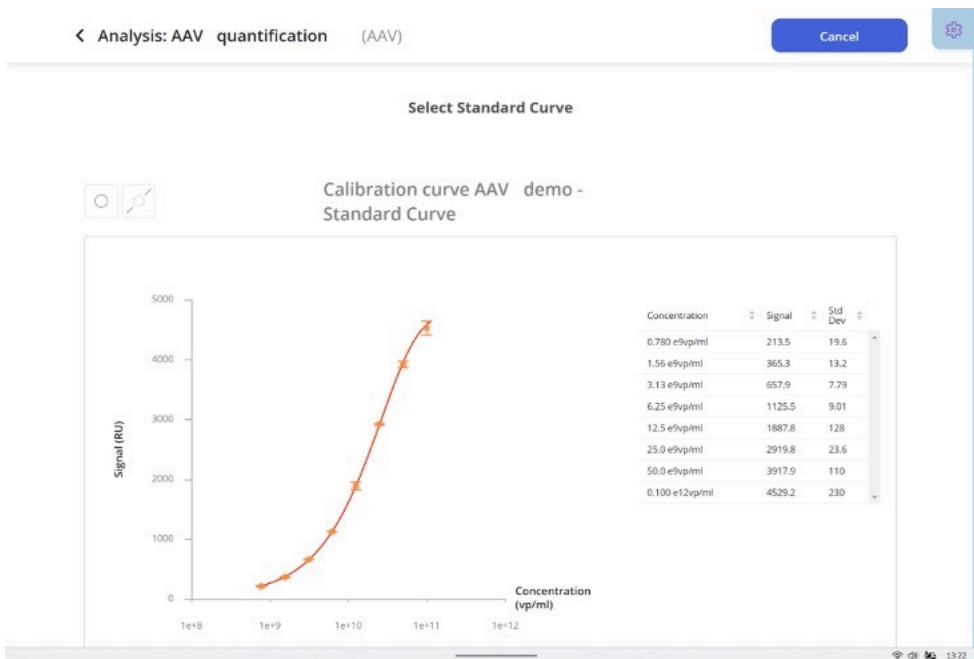 Analysis: AAV quantification (AAV)
Cancel
Select Standard Curve
Calibration curve AAV demo -
Standard Curve
5000
4000
3000
2000
1000
0
Signal (RU)
1e+8 1e+9 1e+10 1e+11 1e+12
Concentration
(vp/ml)
Concentration Signal Std
Dev
0.780 e9vp/ml 213.5 19.6
1.56 e9vp/ml 365.3 13.2
3.13 e9vp/ml 657.9 7.79
6.25 e9vp/ml 1125.5 9.01
12.5 e9vp/ml 1887.8 128
25.0 e9vp/ml 2919.8 23.6
50.0 e9vp/ml 3917.9 110
0.100 e12vp/ml 4529.2 230
13:22